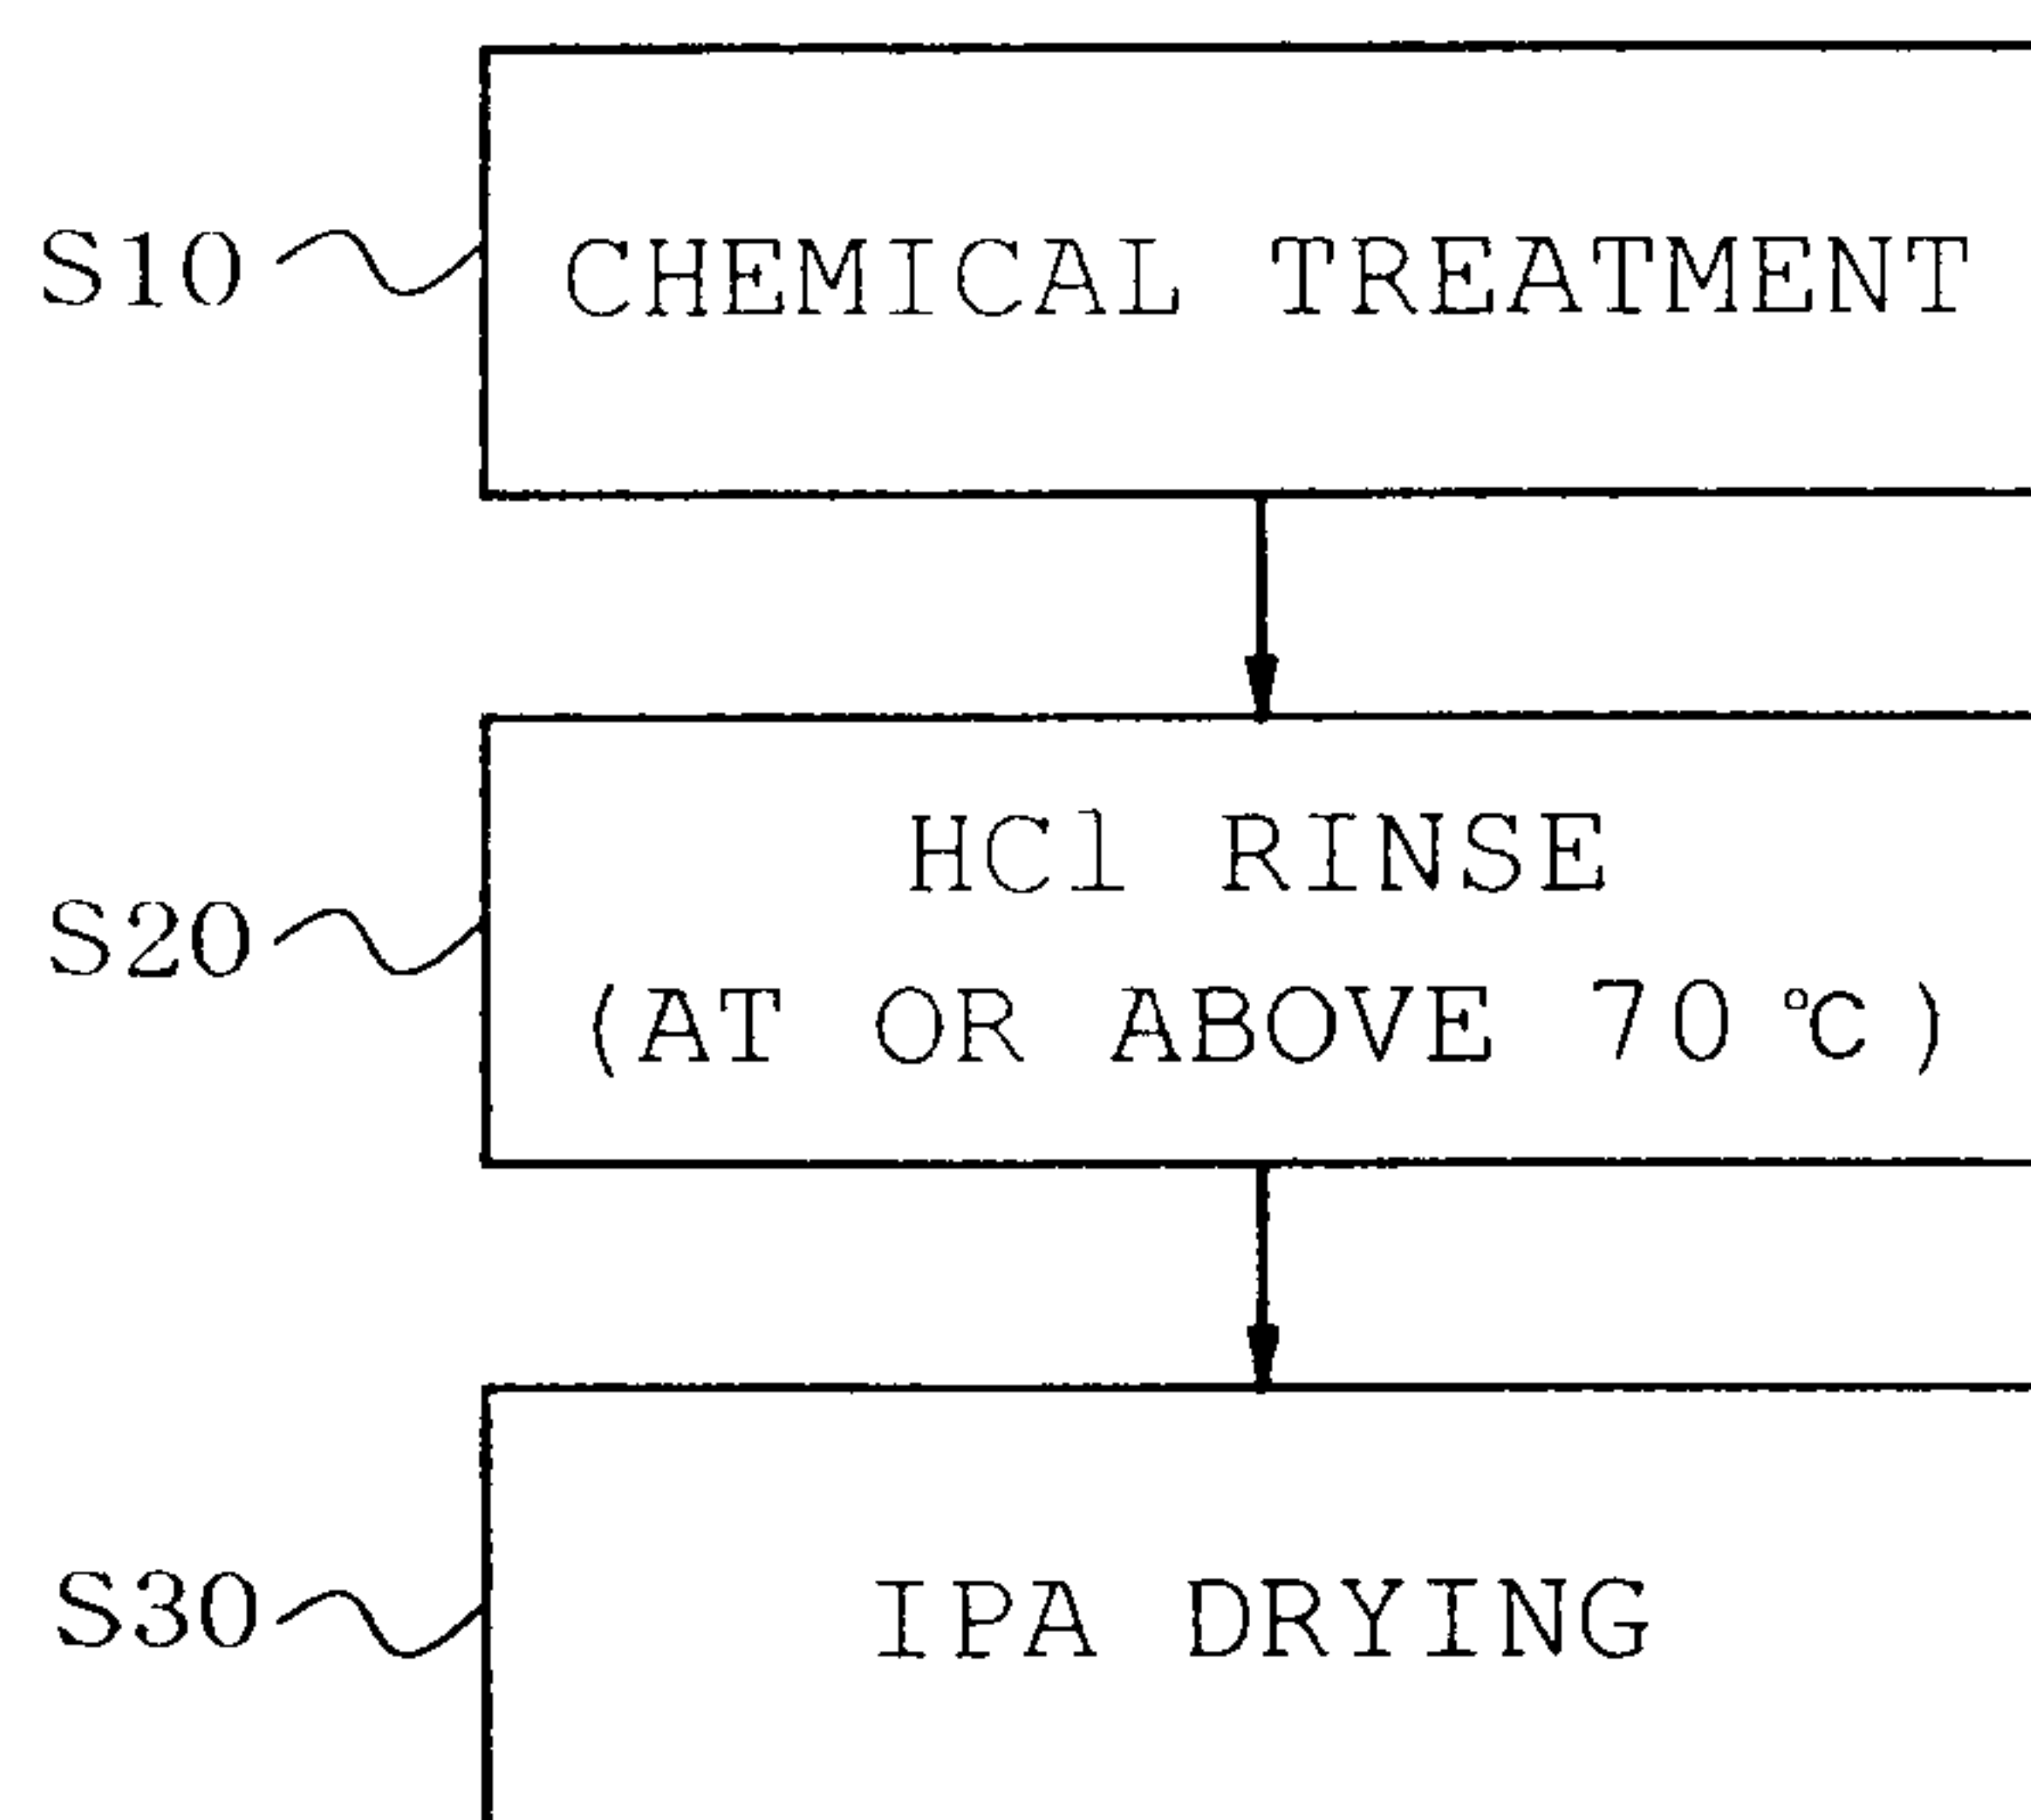 S10 CHEMICAL TREATMENT
HCl RINSE
S20
(AT OR ABOVE 70℃)
S30 IPA DRYING